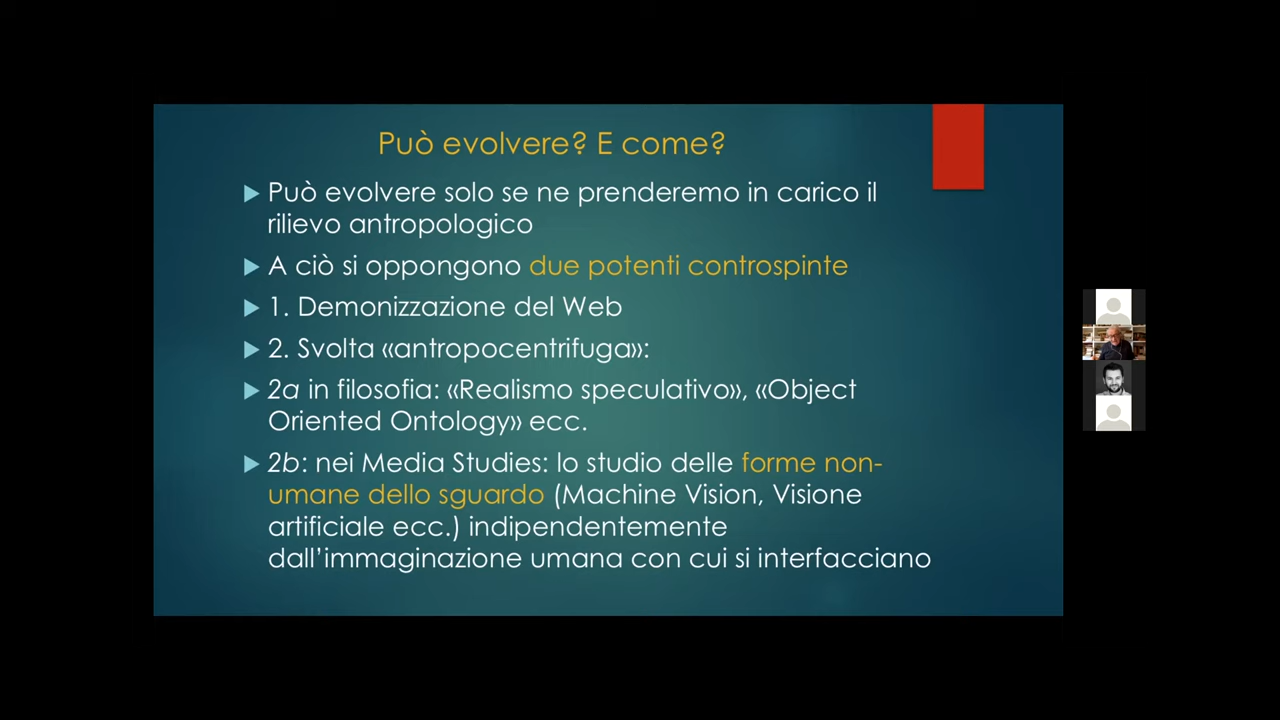 Può evolvere? E come?
Può evolvere solo se ne prenderemo in carico il
rilievo antropologico
A ciò si oppongono due potenti controspinte
1. Demonizzazione del Web
2. Svolta «antropocentrifuga»:
2a in filosofia: «Realismo speculativo», «Object
Oriented Ontology» ecc.
2b: nei Media Studies: lo studio delle forme non-
umane dello sguardo (Machine Vision, Visione
artificiale ecc.) indipendentemente
dall'immaginazione umana con cui si interfacciano